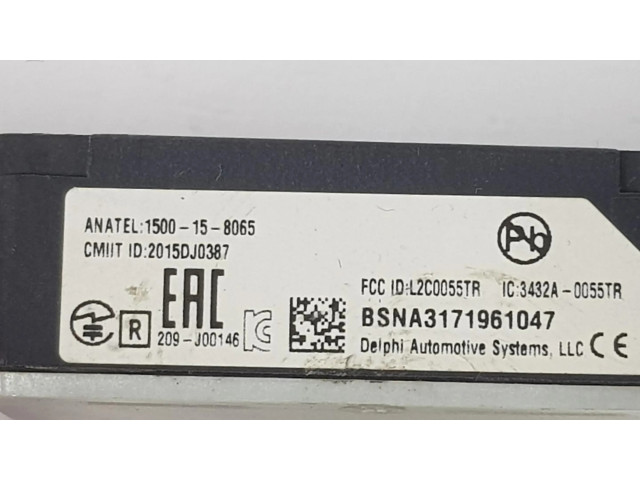 ANATEL:1500-15-8065
CMIIT ID:2015DJ0387
Pb
FCC ID:L2C0055TR IC:3432A-0055TR
R
EAC
209-J00146
BSNA3171961047
Delphi Automotive Systems, LLC CE